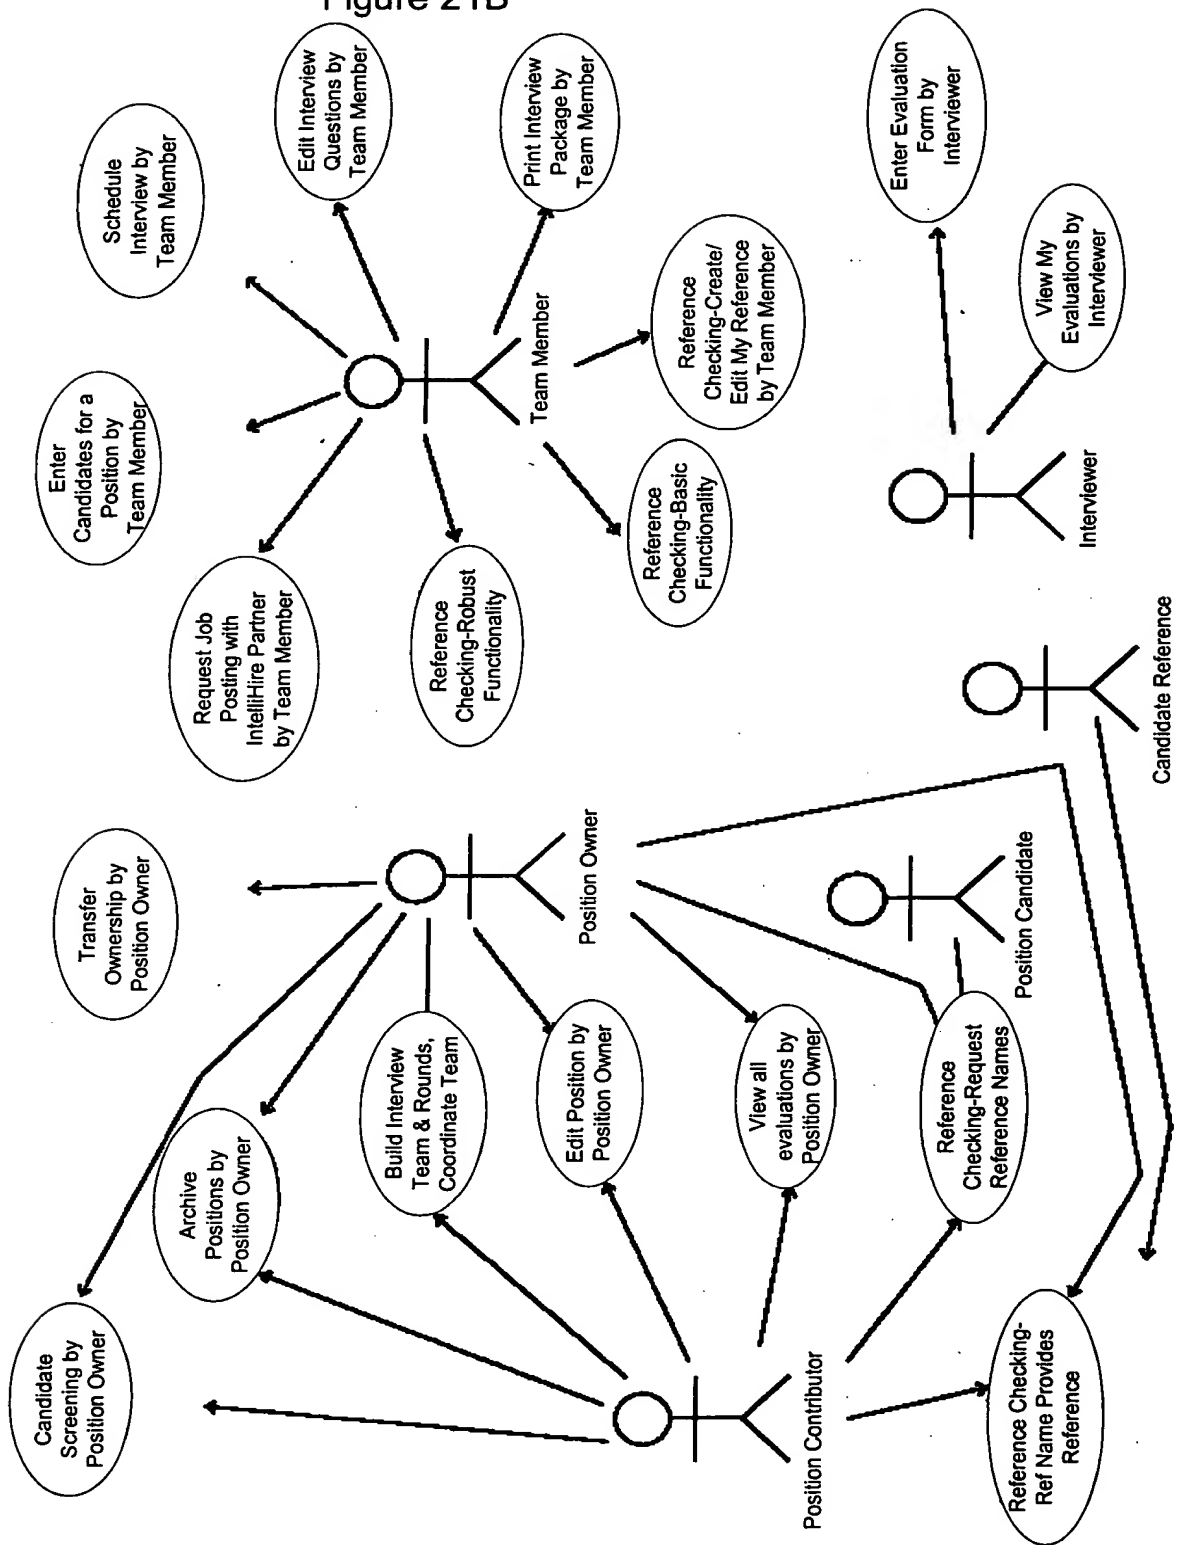 Figure 21B
Candidate
Screening by
Position Owner
Archive
Positions by
Position Owner
Transfer
Ownership by
Position Owner
Build Interview
Team & Rounds,
Coordinate Team
Edit Position by
Position Owner
View all
evaluations by
Position Owner
Reference
Checking-Request
Reference Names
Reference Checking-
Ref Name Provides
Reference
Position Contributor
Position Owner
Position Candidate
Candidate Reference
Request Job
Posting with
IntelliHire Partner
by Team Member
Enter
Candidates for a
Position by
Team Member
Schedule
Interview by
Team Member
Edit Interview
Questions by
Team Member
Print Interview
Package by
Team Member
Reference
Checking-Robust
Functionality
Reference
Checking-Basic
Functionality
Reference
Checking-Create/
Edit My Reference
by Team Member
Team Member
Enter Evaluation
Form by
Interviewer
View My
Evaluations by
Interviewer
Interviewer